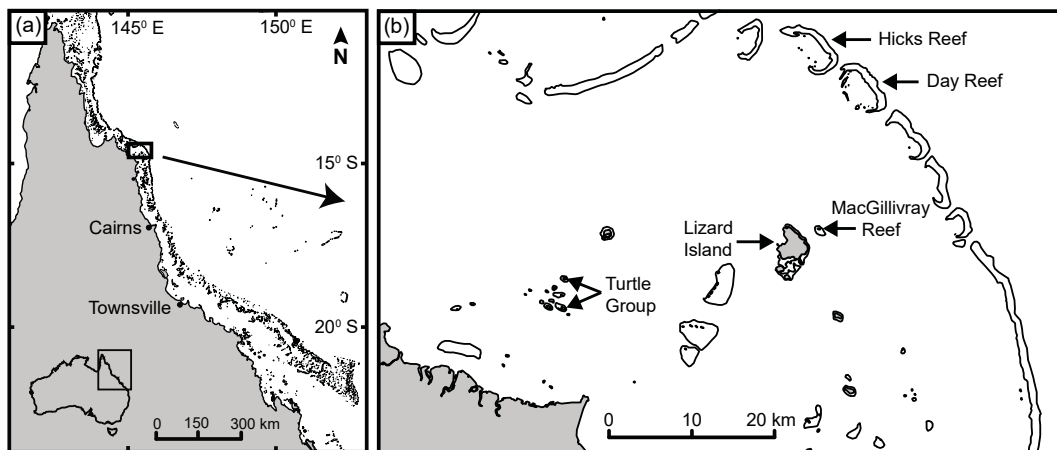 (a)
145⁰ E
150⁰ E
N
15⁰ S
Cairns
Townsville
20⁰ S
0 150 300 km
(b)
Hicks Reef
Day Reef
MacGillivray
Reef
Lizard
Island
Turtle
Group
0 10 20 km